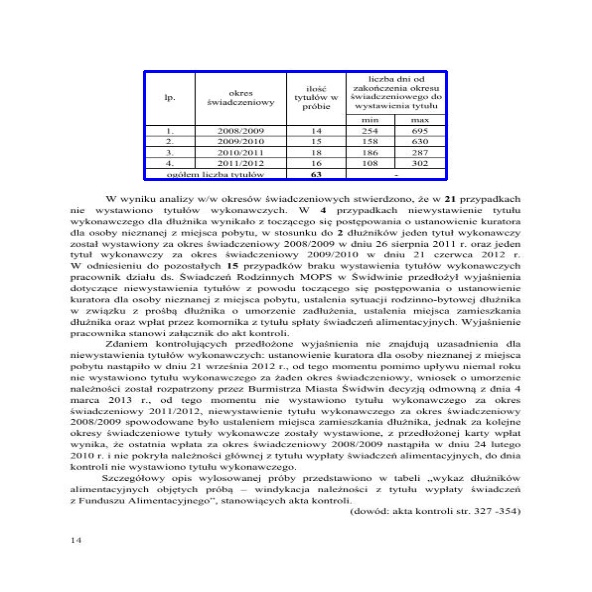 lp.
okres świadczeniowy
ilość tytułów w próbie
liczba dni od zakończenia okresu świadczeniowego do wystawienia tytułu
min max
1. 2008/2009 14 254 695
2. 2009/2010 15 158 630
3. 2010/2011 18 186 287
4. 2011/2012 16 108 302
ogółem liczba tytułów 63 -
W wyniku analizy w/w okresów świadczeniowych stwierdzono, że w 21 przypadkach
nie wystawiono tytułów wykonawczych. W 4 przypadkach niewystawienie tytułu
wykonawczego dla dłużnika wynikało z toczącego się postępowania o ustanowienie kuratora
dla osoby nieznanej z miejsca pobytu, w stosunku do 2 dłużników jeden tytuł wykonawczy
został wystawiony za okres świadczeniowy 2008/2009 w dniu 26 sierpnia 2011 r. oraz jeden
tytuł wykonawczy za okres świadczeniowy 2009/2010 w dniu 21 czerwca 2012 r.
W odniesieniu do pozostałych 15 przypadków braku wystawienia tytułów wykonawczych
pracownik działu ds. Świadczeń Rodzinnych MOPS w Świdwinie przedłożył wyjaśnienia
dotyczące niewystawienia tytułów z powodu toczącego się postępowania o ustanowienie
kuratora dla osoby nieznanej z miejsca pobytu, ustalenia sytuacji rodzinno-bytowej dłużnika
w związku z prośbą dłużnika o umorzenie zadłużenia, ustalenia miejsca zamieszkania
dłużnika oraz wpłat przez komornika z tytułu spłaty świadczeń alimentacyjnych. Wyjaśnienie
pracownika stanowi załącznik do akt kontroli.
Zdaniem kontrolujących przedłożone wyjaśnienia nie znajdują uzasadnienia dla
niewystawienia tytułów wykonawczych: ustanowienie kuratora dla osoby nieznanej z miejsca
pobytu nastąpiło w dniu 21 września 2012 r., od tego momentu pomimo upływu niemal roku
nie wystawiono tytułu wykonawczego za żaden okres świadczeniowy, wniosek o umorzenie
należności został rozpatrzony przez Burmistrza Miasta Świdwin decyzją odmowną z dnia 4
marca 2013 r., od tego momentu nie wystawiono tytułu wykonawczego za okres
świadczeniowy 2011/2012, niewystawienie tytułu wykonawczego za okres świadczeniowy
2008/2009 spowodowane było ustaleniem miejsca zamieszkania dłużnika, jednak za kolejne
okresy świadczeniowe tytuły wykonawcze zostały wystawione, z przedłożonej karty wpłat
wynika, że ostatnia wpłata za okres świadczeniowy 2008/2009 nastąpiła w dniu 24 lutego
2010 r. i nie pokryła należności głównej z tytułu wypłaty świadczeń alimentacyjnych, do dnia
kontroli nie wystawiono tytułu wykonawczego.
Szczegółowy opis wylosowanej próby przedstawiono w tabeli „wykaz dłużników
alimentacyjnych objętych próbą – windykacja należności z tytułu wypłaty świadczeń
z Funduszu Alimentacyjnego”, stanowiących akta kontroli.
(dowód: akta kontroli str. 327 -354)
14